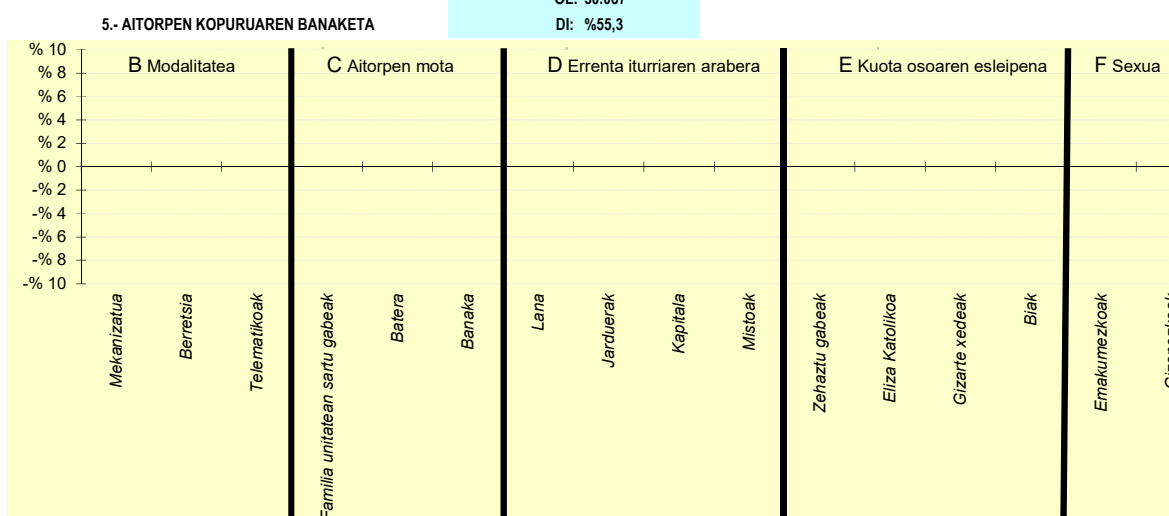 5.- AITORPEN KOPURUAREN BANAKETA
DI: %55,3
B Modalitatea
C Aitorpen mota
D Errenta iturriaren arabera
E Kuota osoaren esleipena
F Sexua
% 10
% 8
% 6
% 4
% 2
% 0
-% 2
-% 4
-% 6
-% 8
-% 10
Mekanizatua
Berretsia
Telematikoak
Familia unitatean sartu gabeak
Batera
Banaka
Lana
Jarduerak
Kapitala
Mistoak
Zehaztu gabeak
Eliza Katolikoa
Gizarte xedeak
Biak
Emakumezkoak